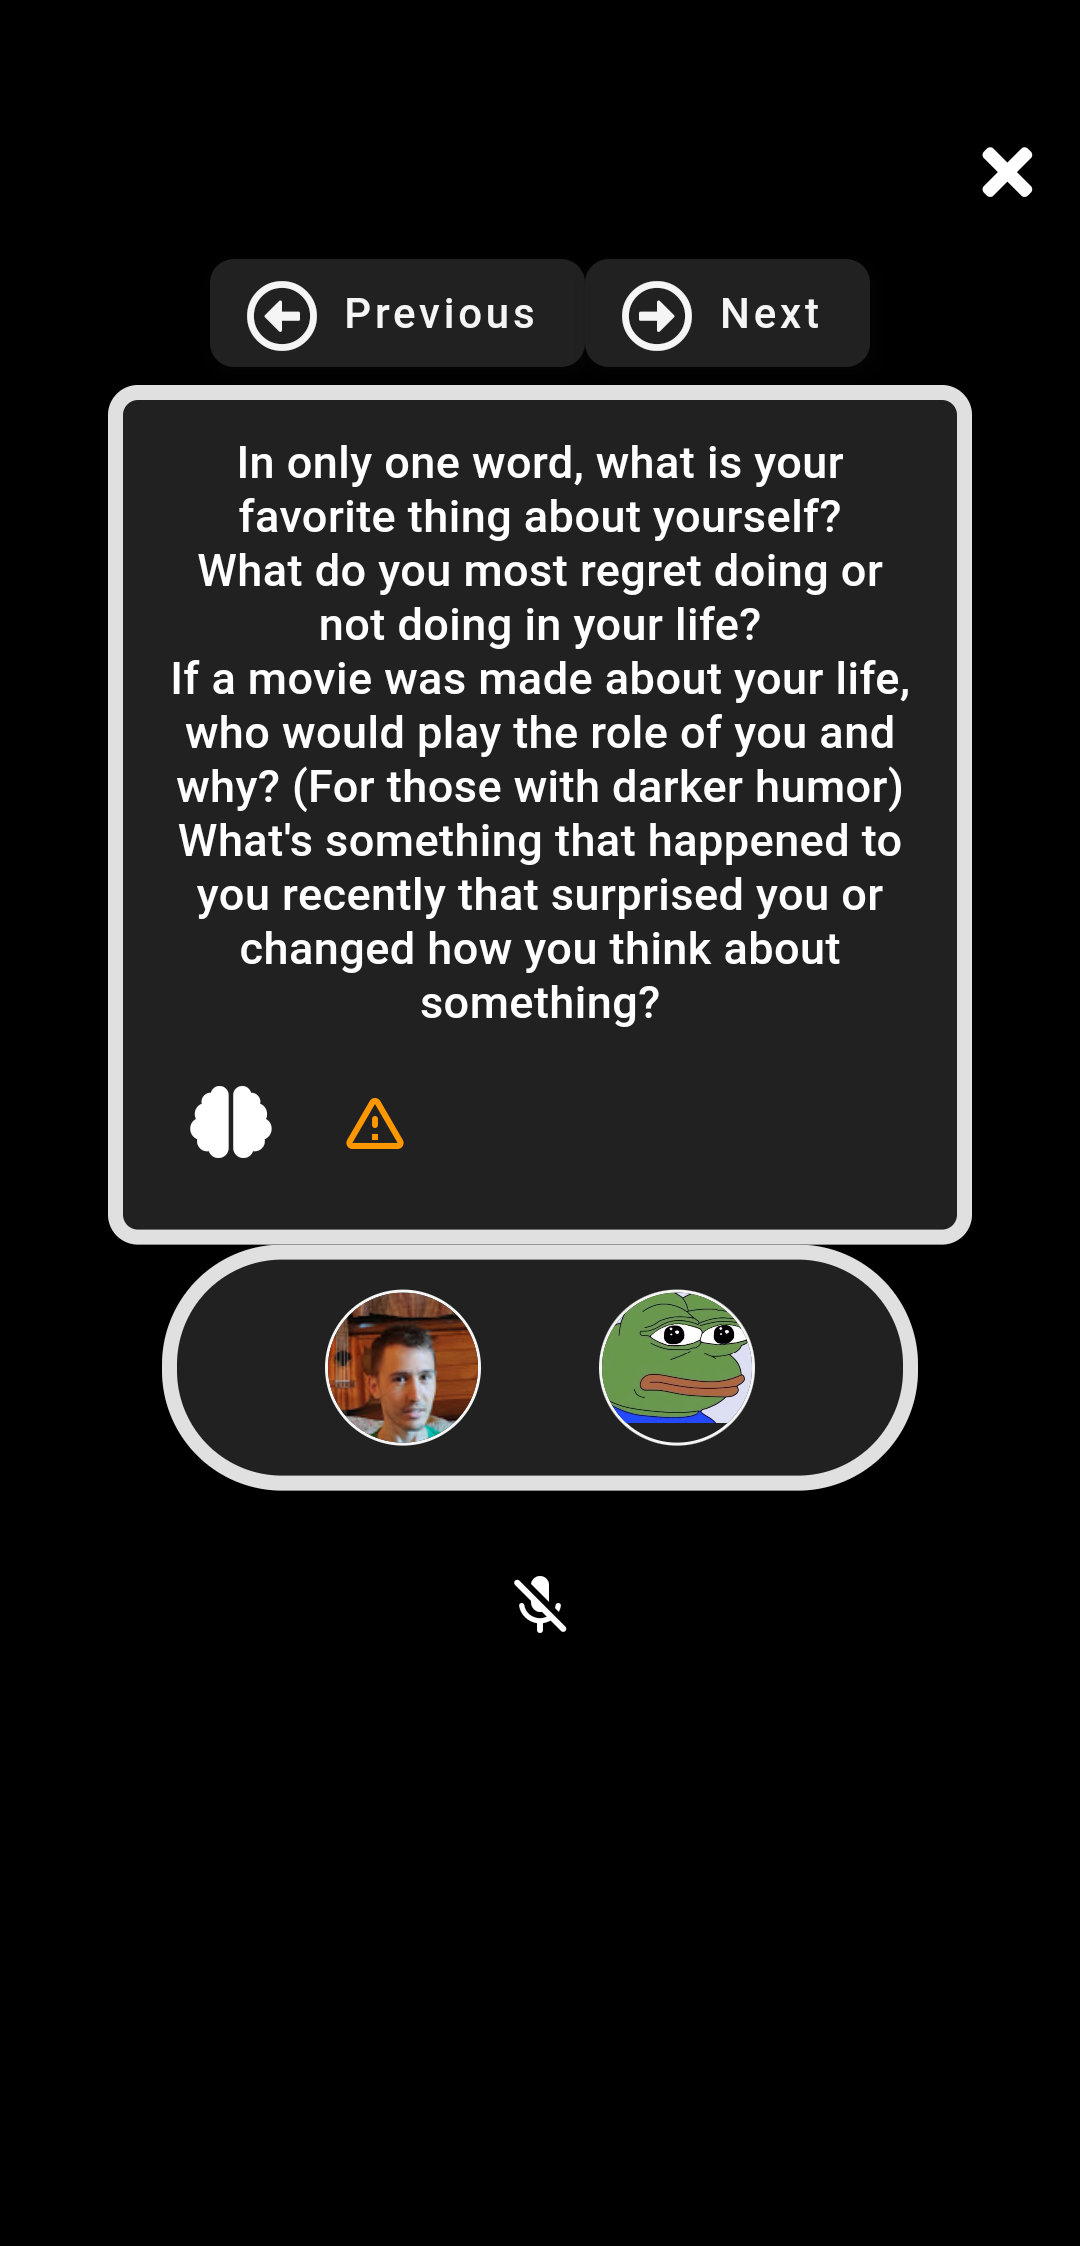 Previous
Next
In only one word, what is your
favorite thing about yourself?
What do you most regret doing or
not doing in your life?
If a movie was made about your life,
who would play the role of you and
why? (For those with darker humor)
What's something that happened to
you recently that surprised you or
changed how you think about
something?